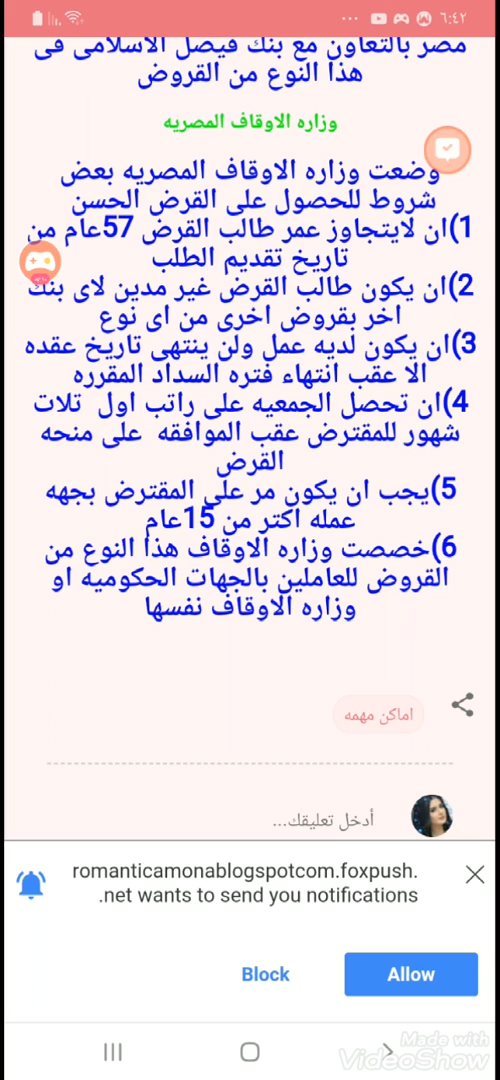 ٦:٤٢
مصر بالتعاون مع بنك فيصل الاسلامى فى
هذا النوع من القروض
وزاره الاوقاف المصريه
وضعت وزاره الاوقاف المصريه بعض
شروط للحصول على القرض الحسن
1)ان لايتجاوز عمر طالب القرض 57عام من
تاريخ تقديم الطلب
2)ان يكون طالب القرض غير مدين لاى بنك
اخر بقروض اخرى من اى نوع
3)ان يكون لديه عمل ولن ينتهى تاريخ عقده
الا عقب انتهاء فتره السداد المقرره
4)ان تحصل الجمعيه على راتب اول تلات
شهور للمقترض عقب الموافقه على منحه
القرض
5)يجب ان يكون مر على المقترض بجهه
عمله اكتر من 15عام
6)خصصت وزاره الاوقاف هذا النوع من
القروض للعاملين بالجهات الحكوميه او
وزاره الاوقاف نفسها
اماكن مهمه
أدخل تعليقك...
romanticamonablogspotcom.foxpush.
.net wants to send you notifications
Block
Allow
Made with
VideoShow